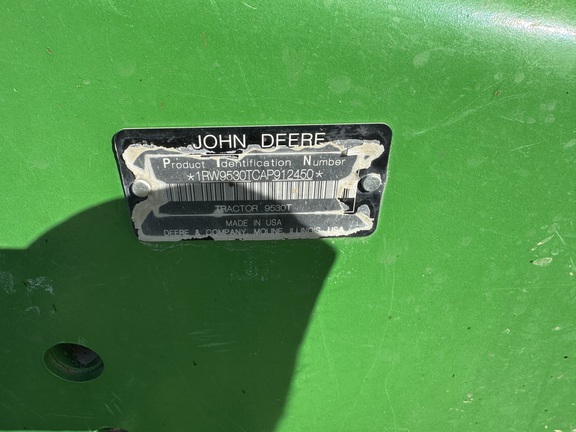 JOHN DEERE
Product Identification Number
*1RW9530TCAP912450*
TRACTOR 9530T
MADE IN USA
DEERE & COMPANY, MOLINE, ILLINOIS, USA